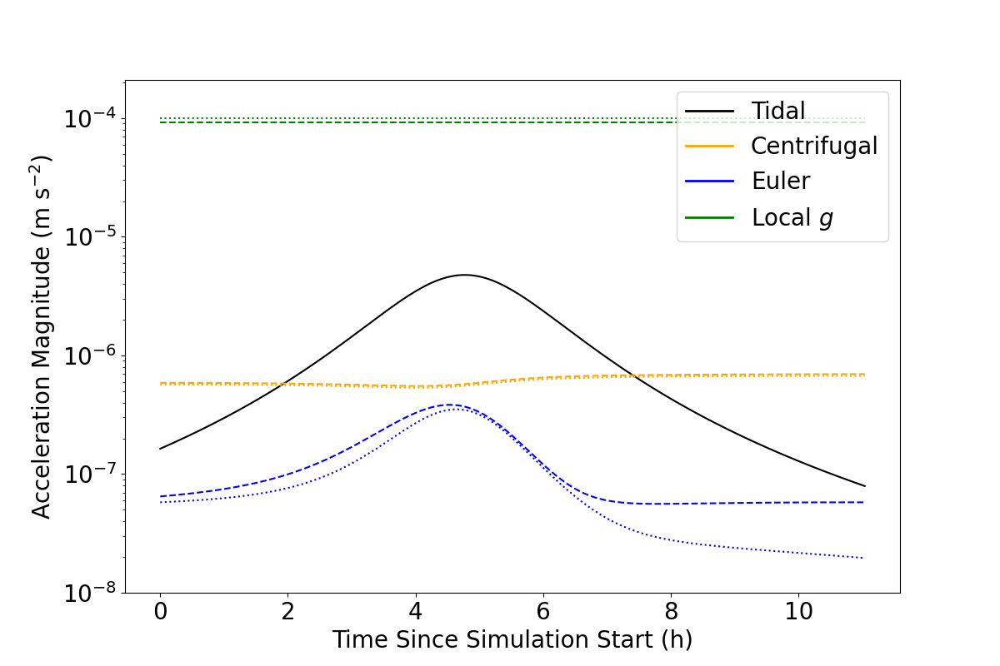 10⁻⁴
10⁻⁵
10⁻⁶
10⁻⁷
10⁻⁸
Acceleration Magnitude (m s⁻²)
Tidal
Centrifugal
Euler
Local g
0 2 4 6 8 10
Time Since Simulation Start (h)